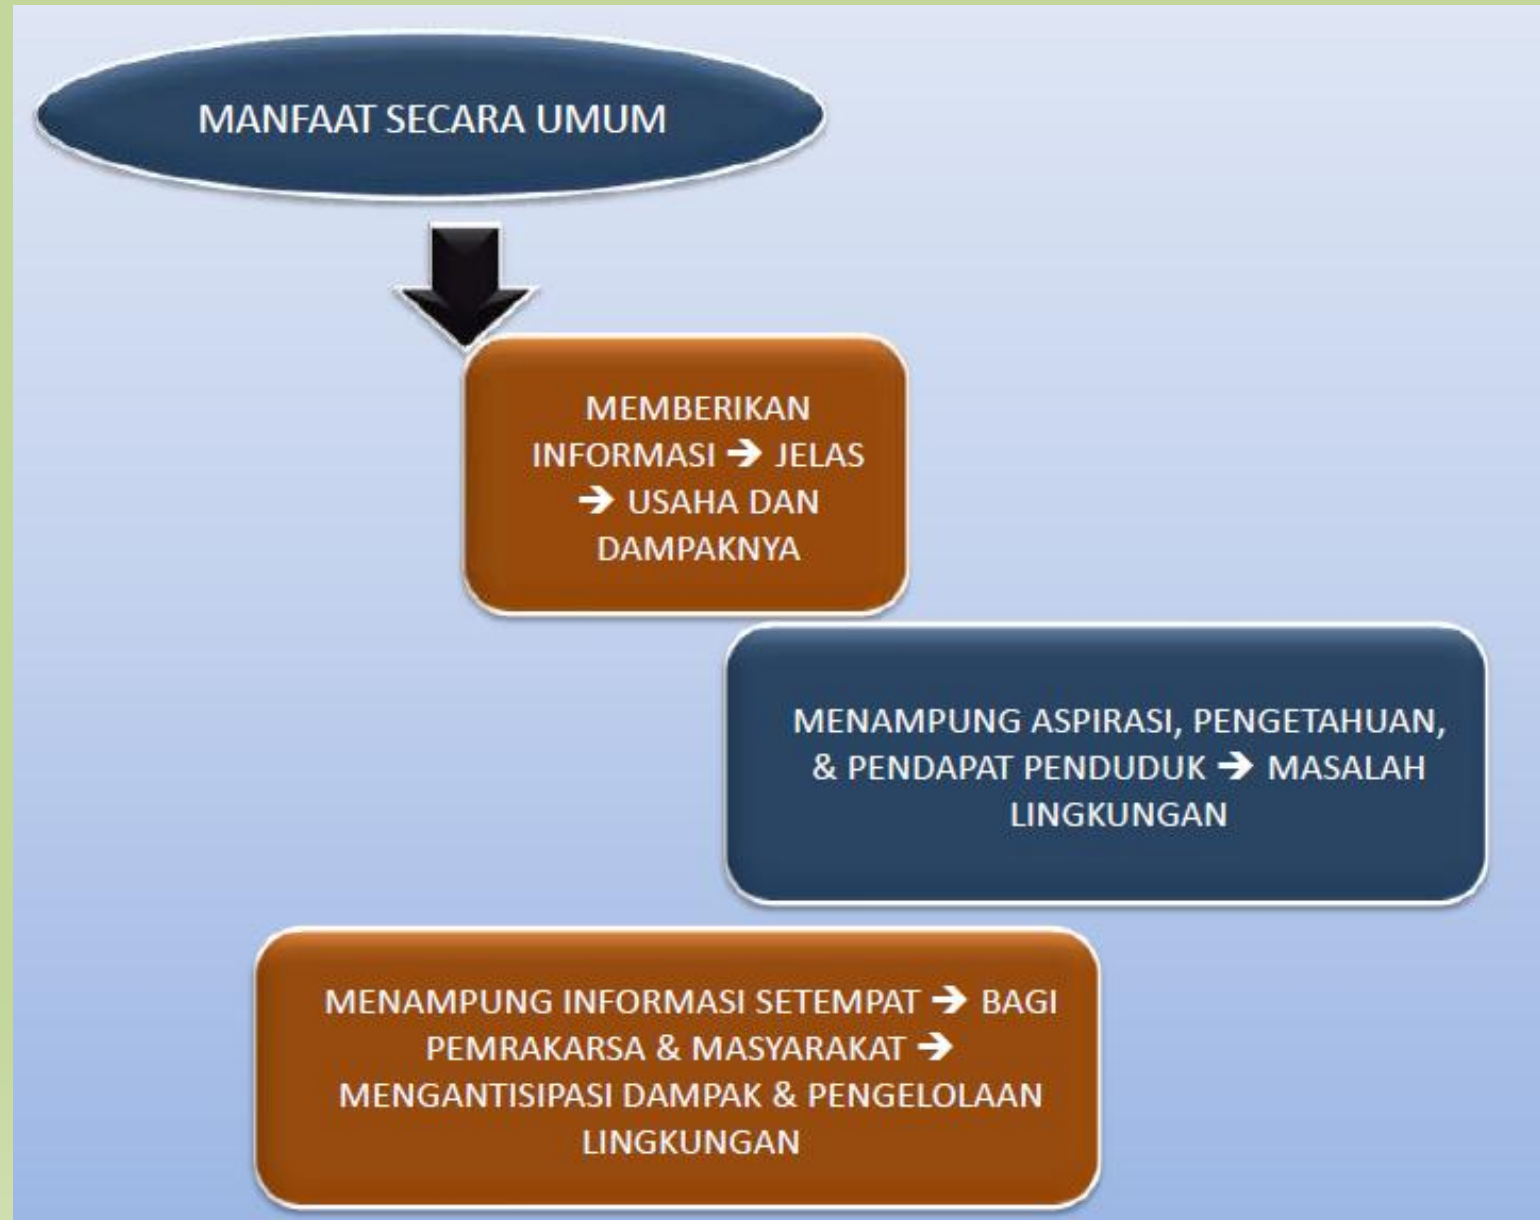 MANFAAT SECARA UMUM
MEMBERIKAN
INFORMASI ➔ JELAS
➔ USAHA DAN
DAMPAKNYA
MENAMPUNG ASPIRASI, PENGETAHUAN,
& PENDAPAT PENDUDUK ➔ MASALAH
LINGKUNGAN
MENAMPUNG INFORMASI SETEMPAT ➔ BAGI
PEMRAKARSA & MASYARAKAT ➔
MENGANTISIPASI DAMPAK & PENGELOLAAN
LINGKUNGAN